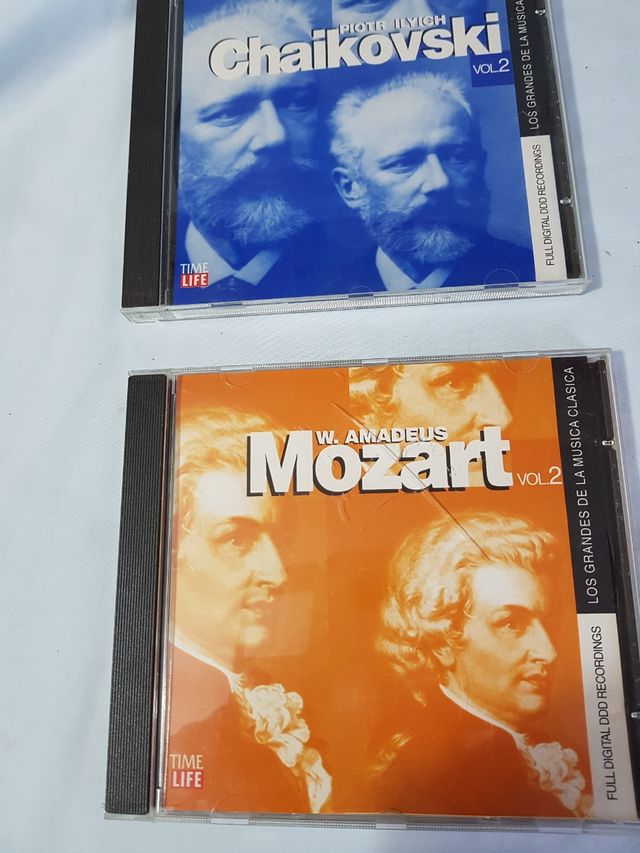 PIOTR ILYICH
Chaikovski
VOL.2
LOS GRANDES DE LA MUSICA
FULL DIGITAL DDD RECORDINGS
TIME
LIFE
W. AMADEUS
Mozart
VOL.2
LOS GRANDES DE LA MUSICA CLASICA
FULL DIGITAL DDD RECORDINGS
TIME
LIFE